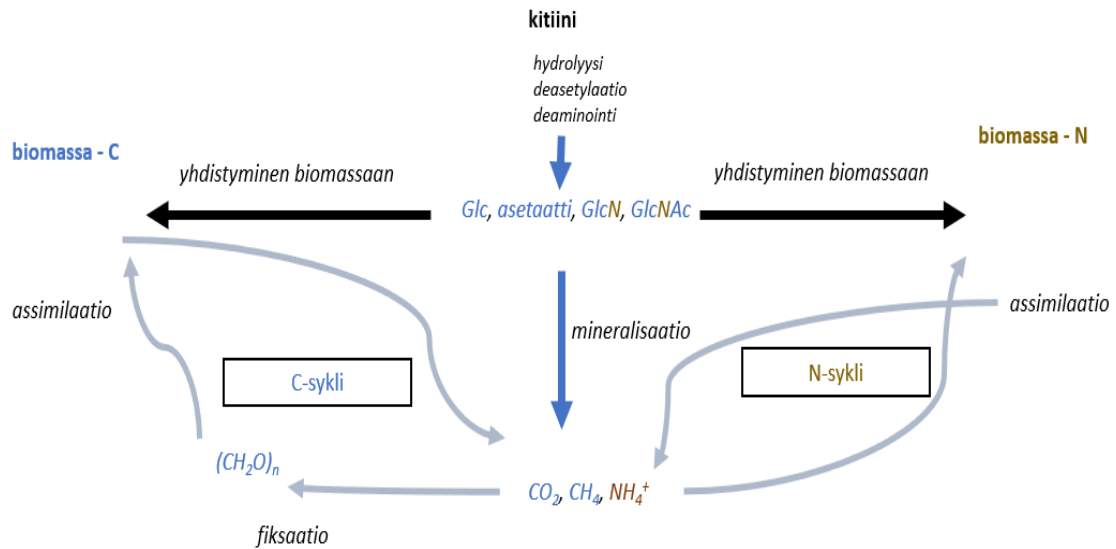 kitiini
hydrolyysi
deasetylaatio
deaminointi
biomassa - C
biomassa - N
yhdistyminen biomassaan
yhdistyminen biomassaan
Glc, asetaatti, GlcN, GlcNAc
assimilaatio
assimilaatio
mineralisaatio
C-sykli
N-sykli
(CH₂O)ₙ
CO₂, CH₄, NH₄⁺
fiksaatio